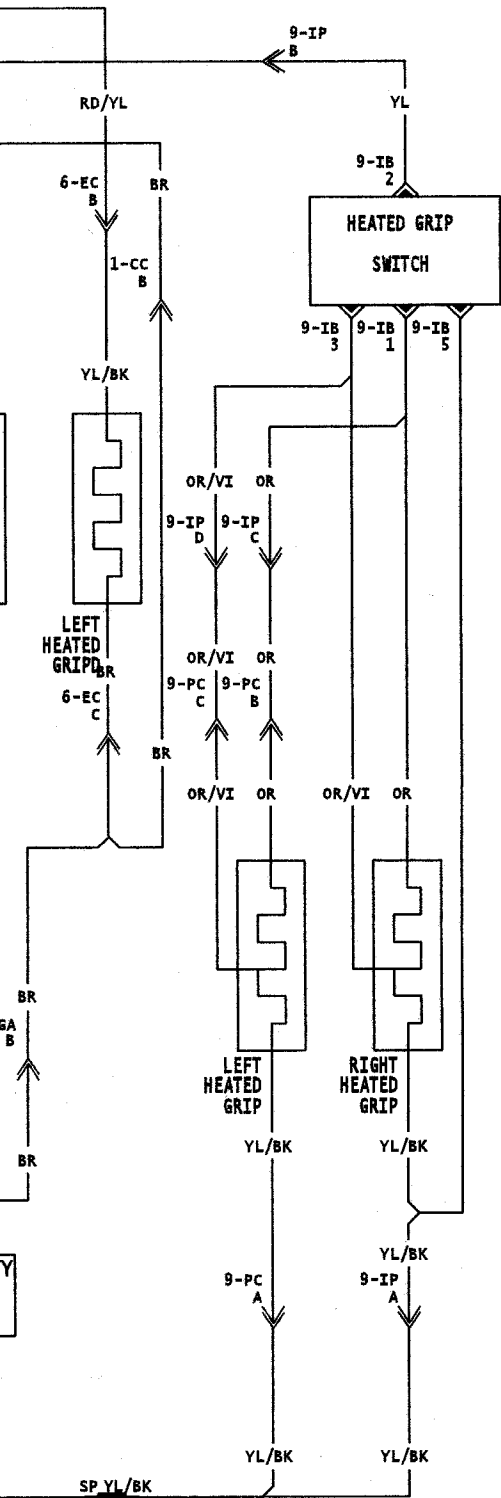 9-IP
B
RD/YL
YL
9-IB
2
6-EC
B
BR
HEATED GRIP
SWITCH
1-CC
B
9-IB 9-IB 9-IB
3 1 5
YL/BK
OR/VI OR
9-IP 9-IP
D C
LEFT
HEATED
GRIPD
BR
OR/VI OR
6-EC
C
9-PC 9-PC
C B
BR
OR/VI OR OR/VI OR
BR
GA
B
LEFT
HEATED
GRIP
RIGHT
HEATED
GRIP
BR
YL/BK YL/BK
YL/BK
Y
9-PC 9-IP
A A
YL/BK YL/BK
SP YL/BK